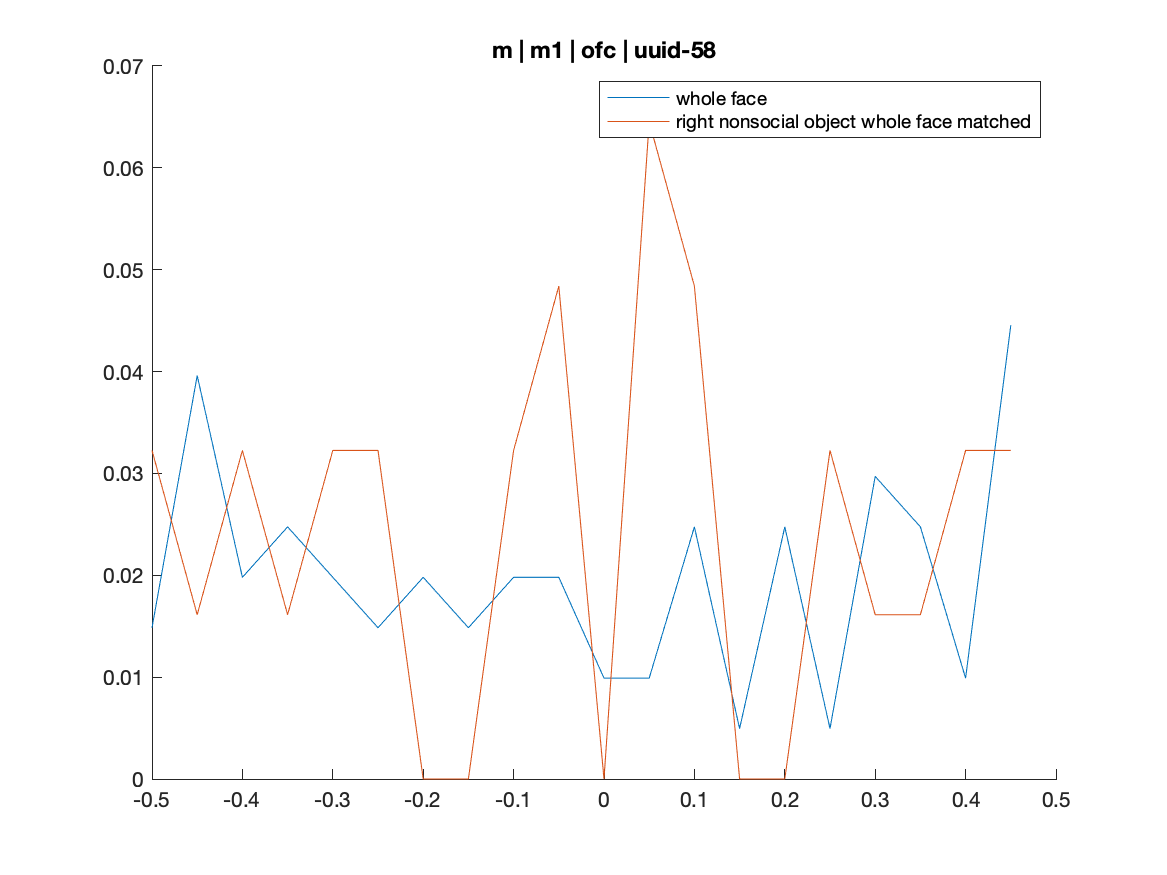 m | m1 | ofc | uuid-58
whole face
right nonsocial object whole face matched
0.07
0.06
0.05
0.04
0.03
0.02
0.01
0
-0.5 -0.4 -0.3 -0.2 -0.1 0 0.1 0.2 0.3 0.4 0.5